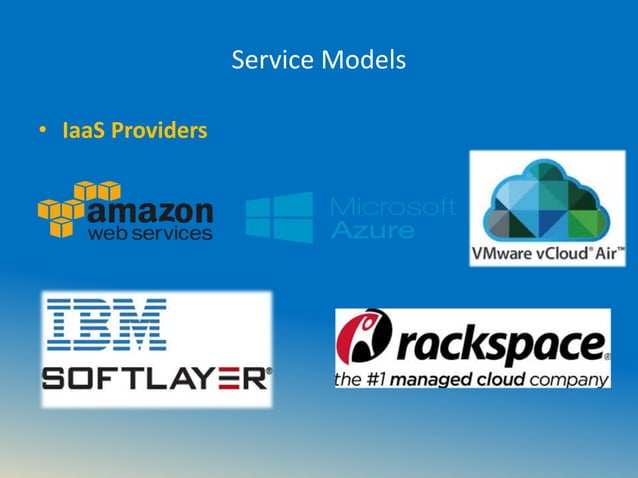 Service Models
• IaaS Providers
amazon
web services
Microsoft
Azure
VMware vCloud® Air™
IBM
SOFTLAYER®
rackspace®
the #1 managed cloud company